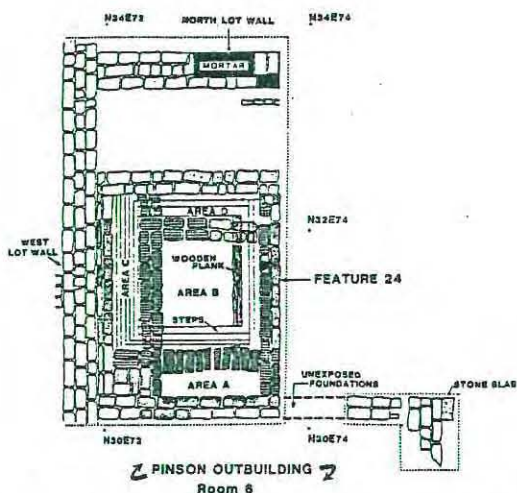 N34E72
NORTH LOT WALL
N34E74
MORTAR
AREA D
N32E74
WEST
LOT WALL
WOODEN
PLANK
AREA C
AREA B
FEATURE 24
STEPS
UNEXPOSED
FOUNDATIONS
STONE SLAB
AREA A
N30E72
N30E74
PINSON OUTBUILDING
Room 6